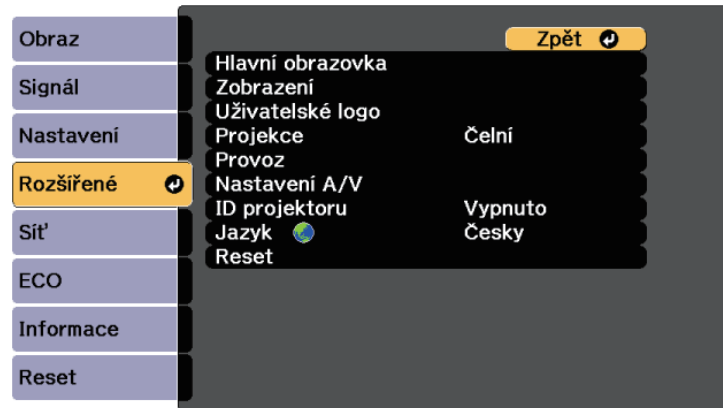 Obraz
Signál
Nastavení
Rozšířené
Síť
ECO
Informace
Reset
Zpět
Hlavní obrazovka
Zobrazení
Uživatelské logo
Projekce Čelní
Provoz
Nastavení A/V
ID projektoru Vypnuto
Jazyk Česky
Reset